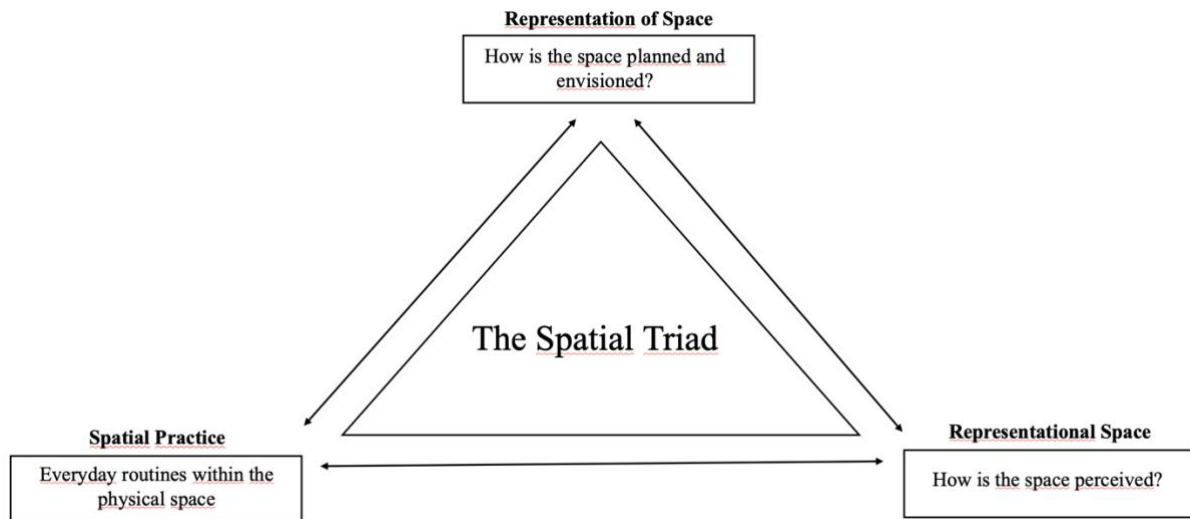 Representation of Space
How is the space planned and
envisioned?
The Spatial Triad
Spatial Practice
Everyday routines within the
physical space
Representational Space
How is the space perceived?